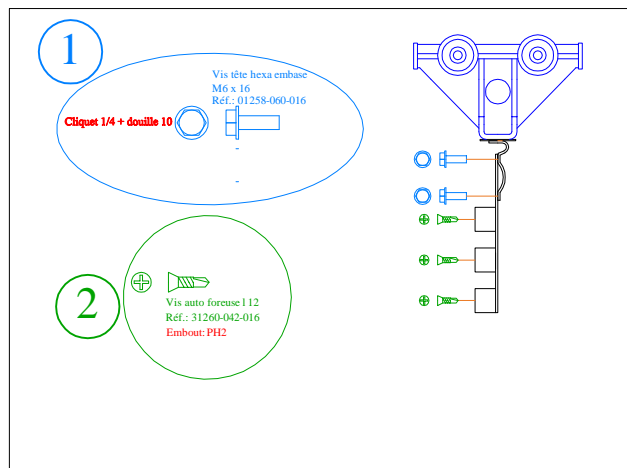 1
Vis tête hexa embase
M6 x 16
Réf.: 01258-060-016
Cliquet 1/4 + douille 10
-
-
2
Vis auto foreuse l 12
Réf.: 31260-042-016
Embout: PH2